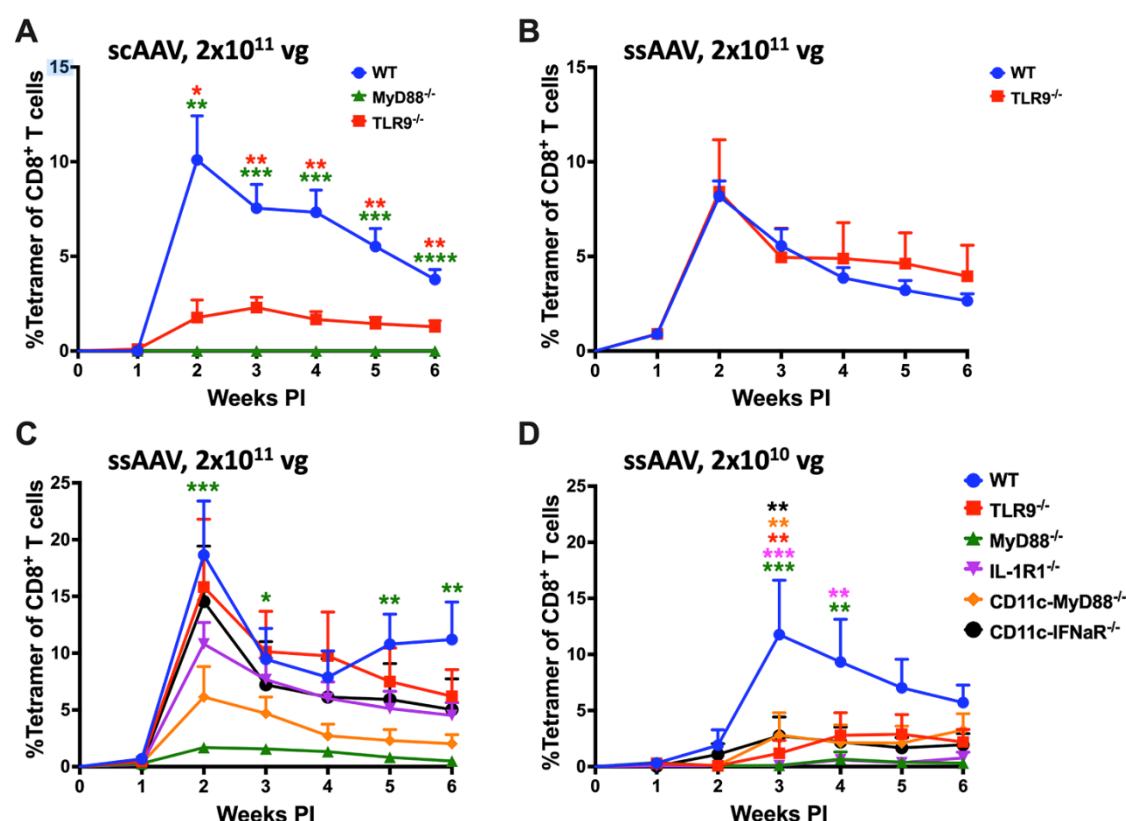 A
scAAV, 2x10¹¹ vg
%Tetramer of CD8⁺ T cells
15
10
5
0
0 1 2 3 4 5 6
Weeks PI
WT
MyD88⁻/⁻
TLR9⁻/⁻
*
**
**
***
**
***
**
***
**
****
B
ssAAV, 2x10¹¹ vg
% Tetramer of CD8⁺ T cells
15
10
5
0
0 1 2 3 4 5 6
Weeks PI
WT
TLR9⁻/⁻
C
ssAAV, 2x10¹¹ vg
%Tetramer of CD8⁺ T cells
25
20
15
10
5
0
0 1 2 3 4 5 6
Weeks PI
***
*
**
**
D
ssAAV, 2x10¹⁰ vg
%Tetramer of CD8⁺ T cells
25
20
15
10
5
0
0 1 2 3 4 5 6
Weeks PI
**
**
**
***
***
**
**
WT
TLR9⁻/⁻
MyD88⁻/⁻
IL-1R1⁻/⁻
CD11c-MyD88⁻/⁻
CD11c-IFNaR⁻/⁻